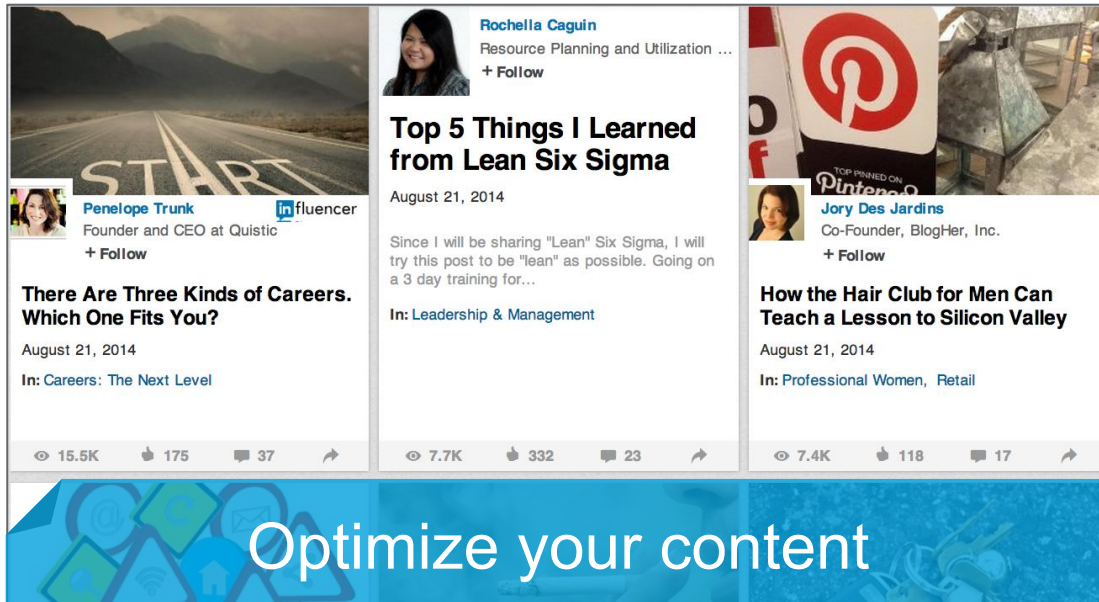 START
Penelope Trunk
influencer
Founder and CEO at Quistic
+ Follow
There Are Three Kinds of Careers.
Which One Fits You?
August 21, 2014
In: Careers: The Next Level
15.5K 175 37
Rochella Caguin
Resource Planning and Utilization ...
+ Follow
Top 5 Things I Learned
from Lean Six Sigma
August 21, 2014
Since I will be sharing "Lean" Six Sigma, I will
try this post to be "lean" as possible. Going on
a 3 day training for...
In: Leadership & Management
7.7K 332 23
TOP PINNED ON
Pinterest
Jory Des Jardins
Co-Founder, BlogHer, Inc.
+ Follow
How the Hair Club for Men Can
Teach a Lesson to Silicon Valley
August 21, 2014
In: Professional Women, Retail
7.4K 118 17
Optimize your content